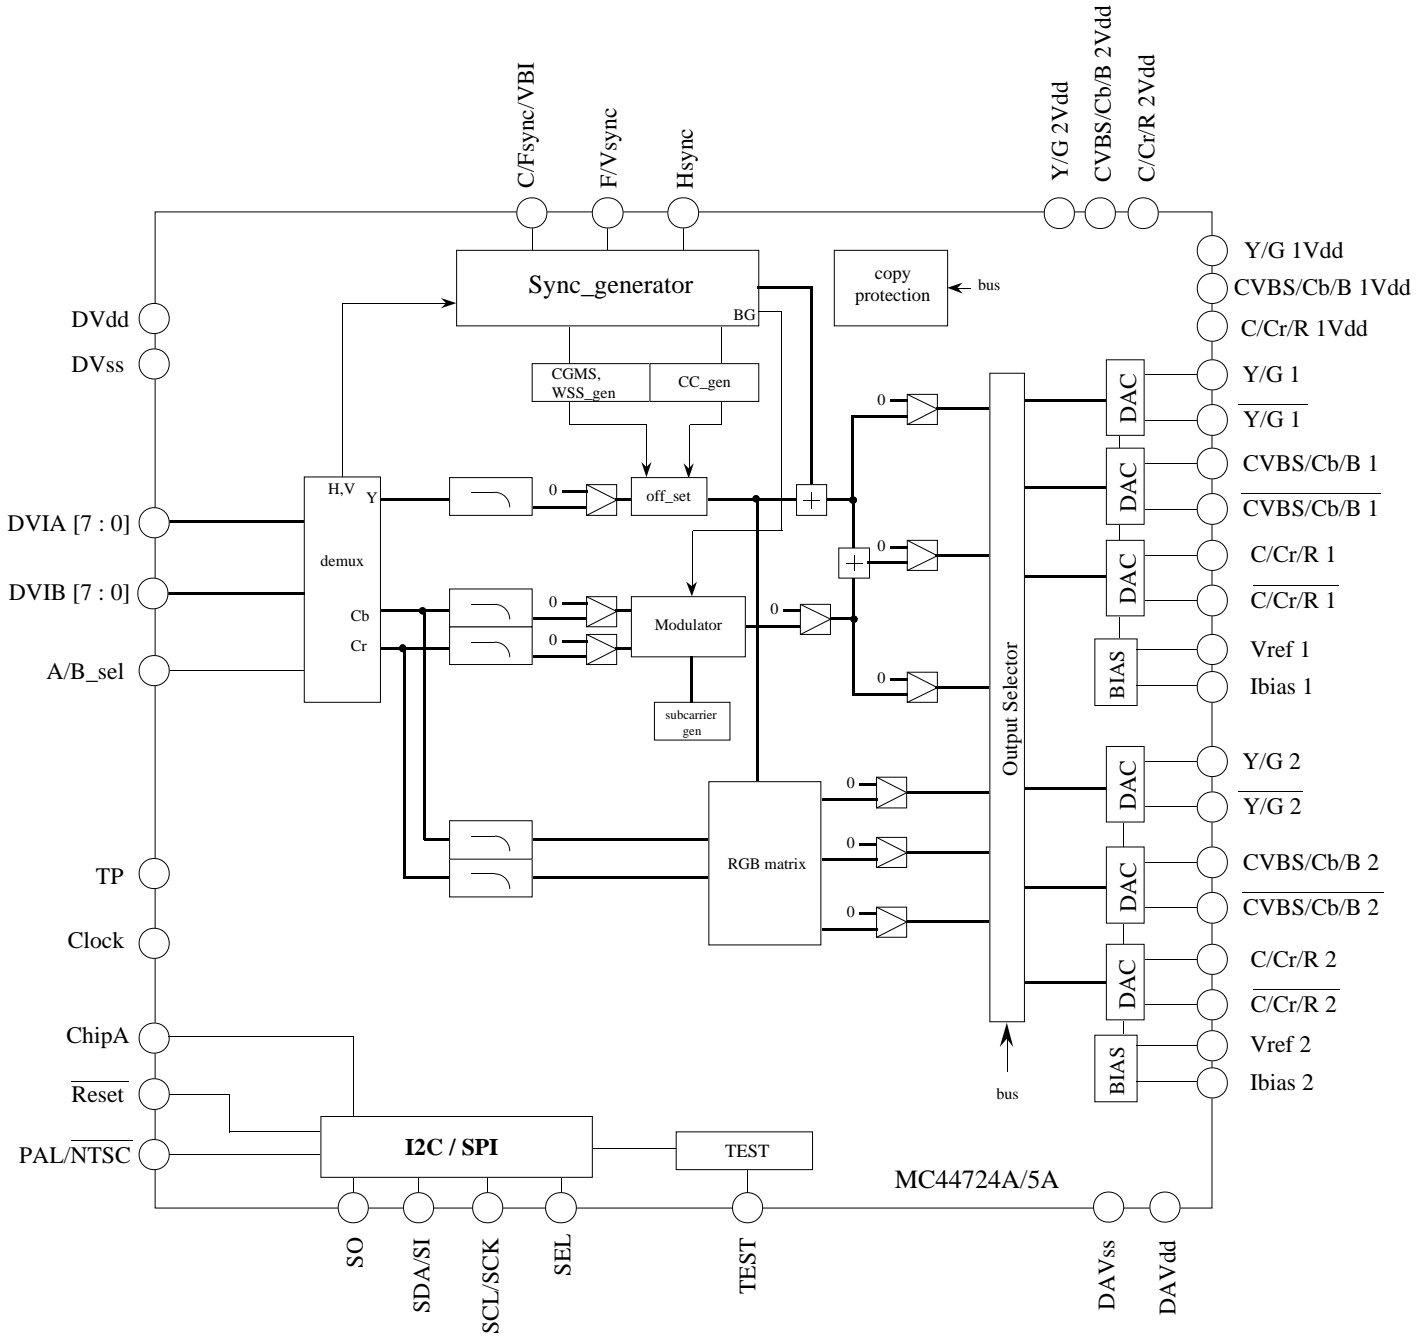 C/Fsync/VBI
F/Vsync
Hsync
Y/G 2Vdd
CVBS/Cb/B 2Vdd
C/Cr/R 2Vdd
Y/G 1Vdd
CVBS/Cb/B 1Vdd
C/Cr/R 1Vdd
Sync_generator
BG
copy
protection
bus
DVdd
DVss
CGMS,
WSS_gen
CC_gen
H,V
Y
demux
Cb
Cr
0
off_set
+
0
0
+
0
DVIA [7 : 0]
DVIB [7 : 0]
A/B_sel
0
0
Modulator
0
0
subcarrier
gen
RGB matrix
0
0
0
Output Selector
bus
DAC
Y/G 1
Y/G 1
DAC
CVBS/Cb/B 1
CVBS/Cb/B 1
DAC
C/Cr/R 1
C/Cr/R 1
BIAS
Vref 1
Ibias 1
DAC
Y/G 2
Y/G 2
DAC
CVBS/Cb/B 2
CVBS/Cb/B 2
DAC
C/Cr/R 2
C/Cr/R 2
BIAS
Vref 2
Ibias 2
TP
Clock
ChipA
Reset
PAL/NTSC
I2C / SPI
TEST
MC44724A/5A
SO
SDA/SI
SCL/SCK
SEL
TEST
DAVss
DAVdd